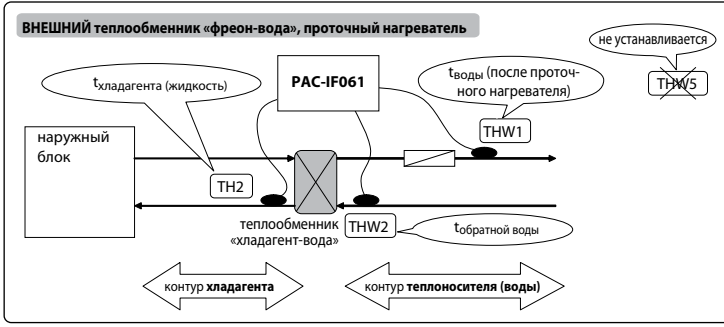 ВНЕШНИЙ теплообменник «фреон-вода», проточный нагреватель
не устанавливается
THW5
tхладагента (жидкость)
PAC-IF061
tводы (после проточ-
ного нагревателя)
THW1
наружный
блок
TH2
теплообменник
«хладагент-вода»
THW2
tобратной воды
контур хладагента
контур теплоносителя (воды)